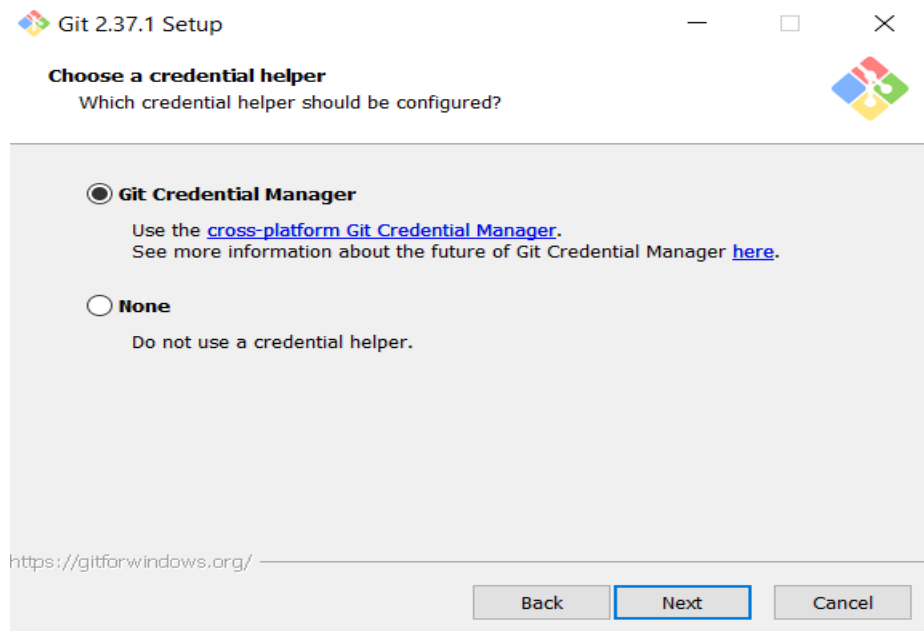 Git 2.37.1 Setup
Choose a credential helper
Which credential helper should be configured?
Git Credential Manager
Use the cross-platform Git Credential Manager.
See more information about the future of Git Credential Manager here.
None
Do not use a credential helper.
https://gitforwindows.org/
Back Next Cancel